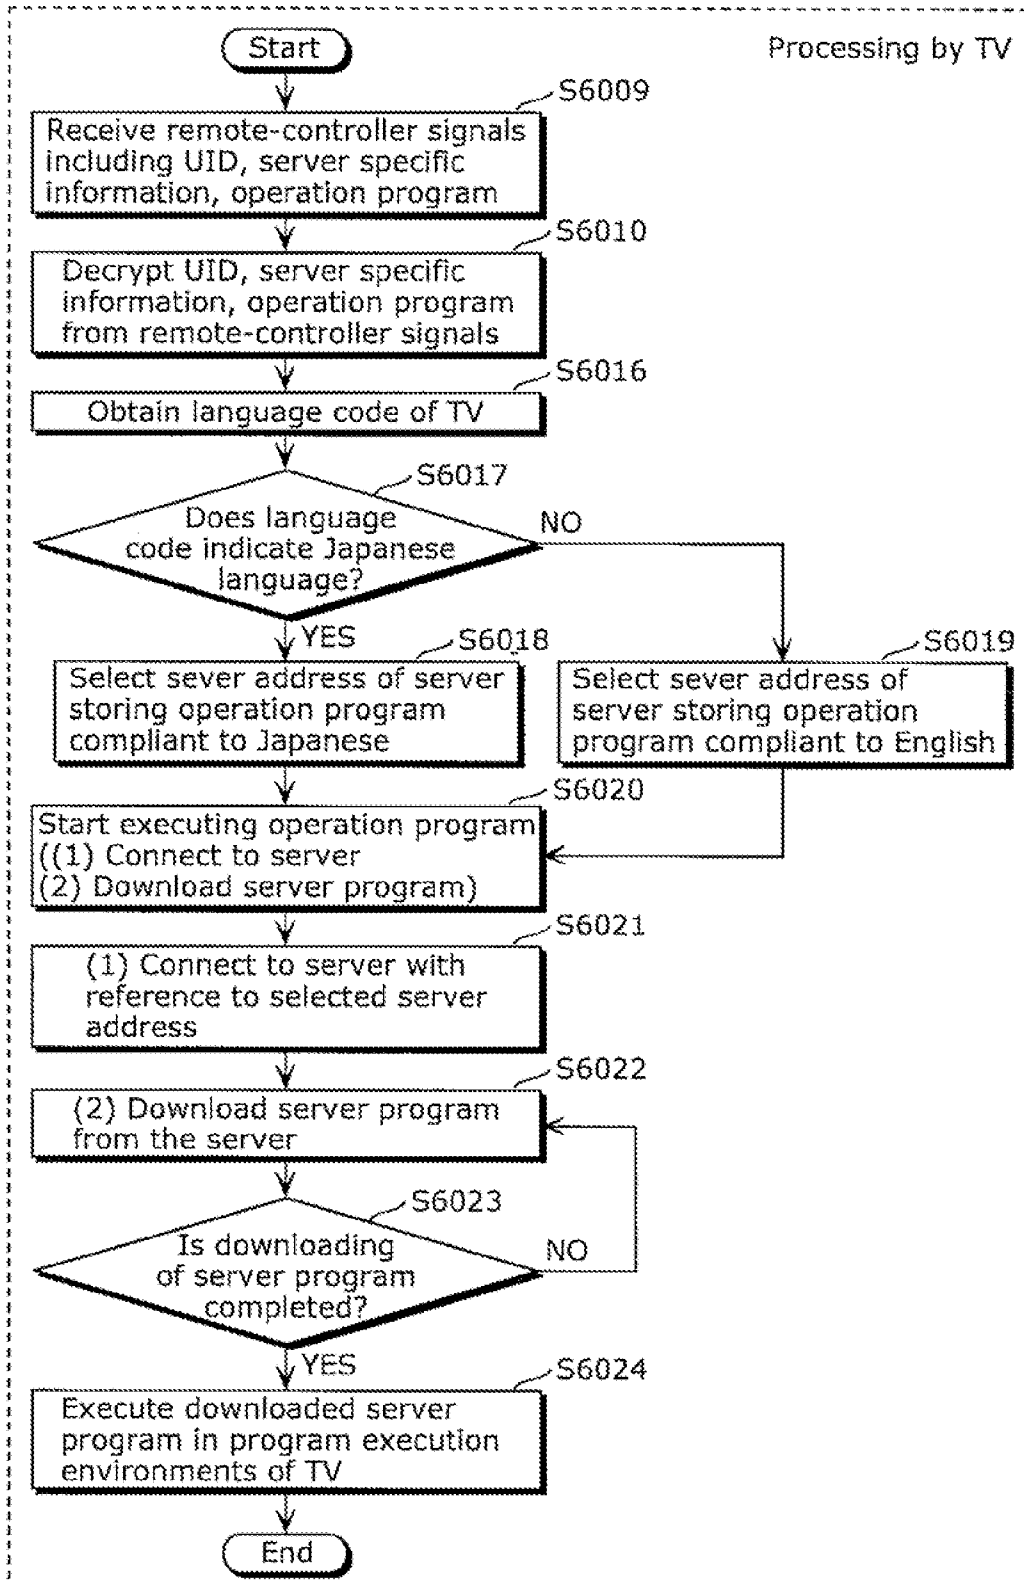 Start
Processing by TV
S6009
Receive remote-controller signals
including UID, server specific
information, operation program
S6010
Decrypt UID, server specific
information, operation program
from remote-controller signals
S6016
Obtain language code of TV
S6017
Does language
code indicate Japanese
language?
NO
YES
S6018
Select sever address of server
storing operation program
compliant to Japanese
S6019
Select sever address of
server storing operation
program compliant to English
S6020
Start executing operation program
((1) Connect to server
(2) Download server program)
S6021
(1) Connect to server with
reference to selected server
address
S6022
(2) Download server program
from the server
S6023
Is downloading
of server program
completed?
NO
YES
S6024
Execute downloaded server
program in program execution
environments of TV
End